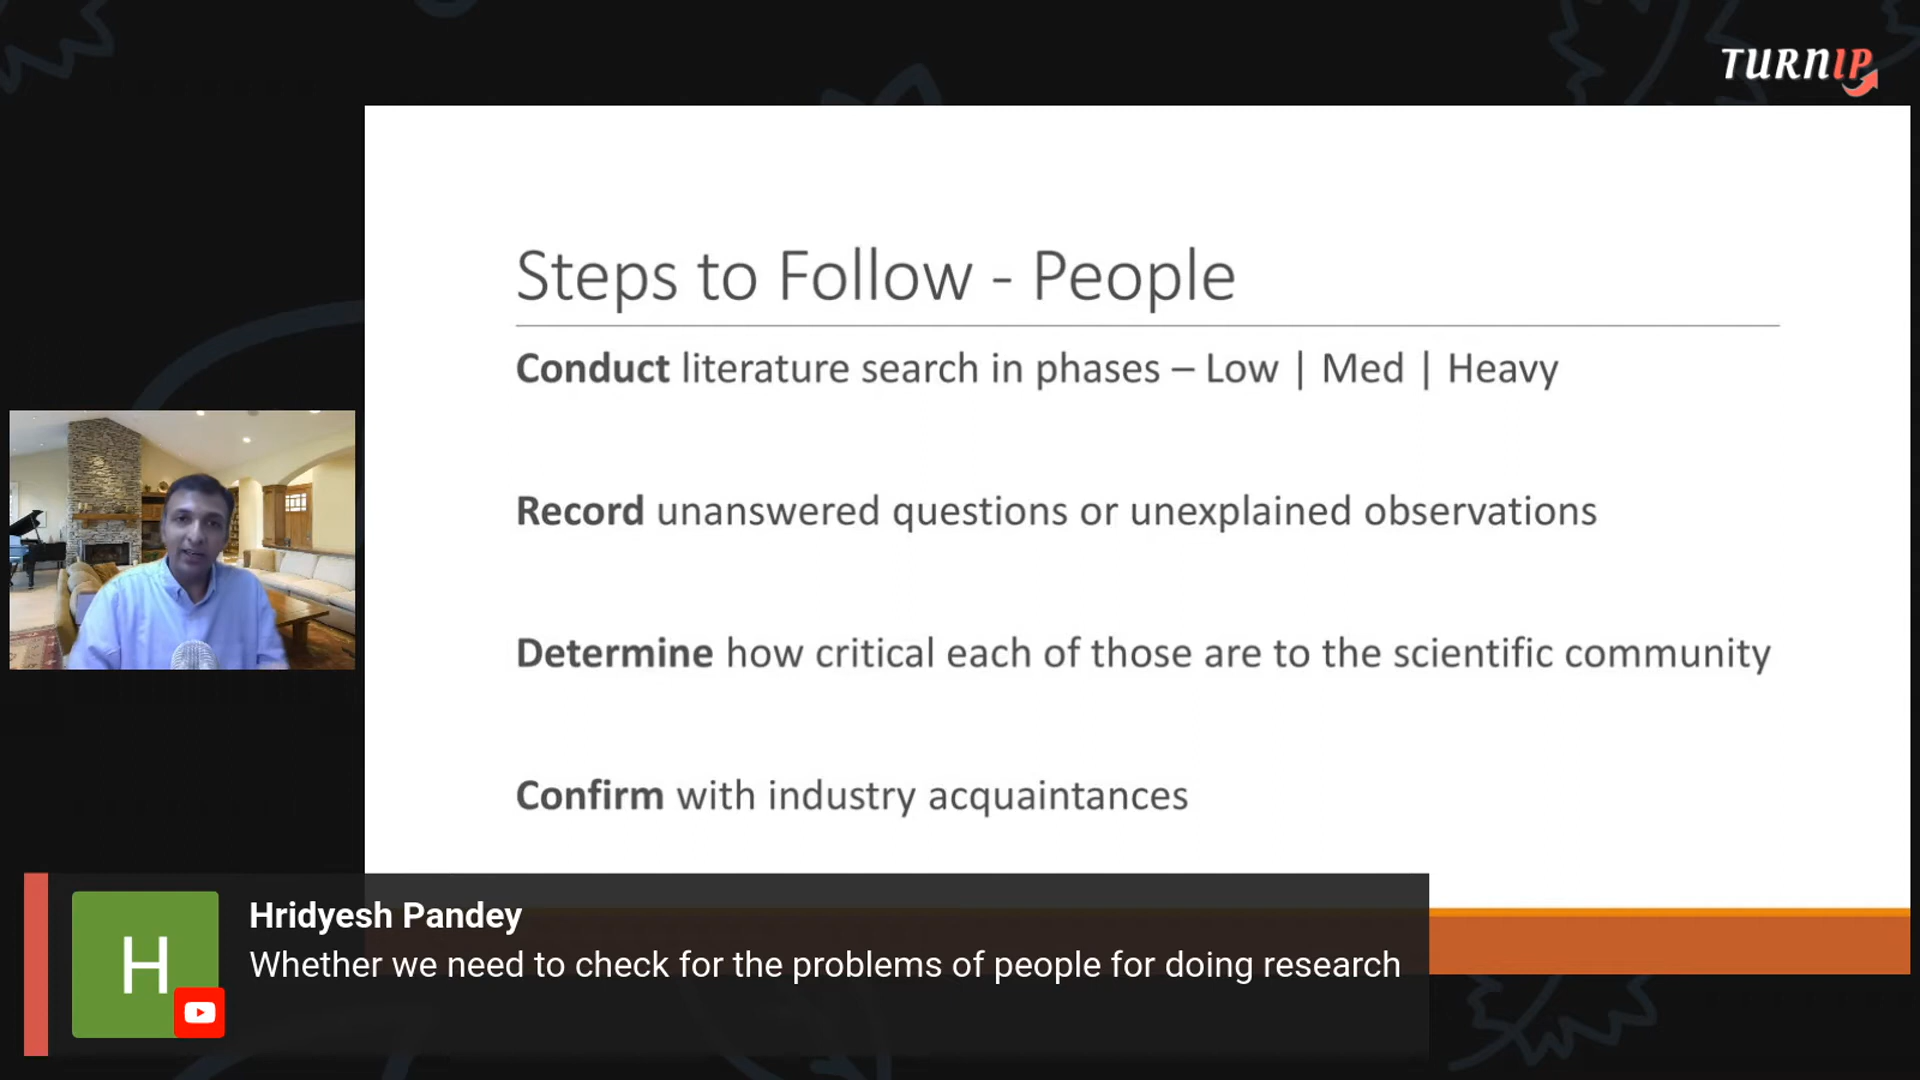 TURNIP
Steps to Follow - People
Conduct literature search in phases – Low | Med | Heavy
Record unanswered questions or unexplained observations
Determine how critical each of those are to the scientific community
Confirm with industry acquaintances
H
Hridyesh Pandey
Whether we need to check for the problems of people for doing research